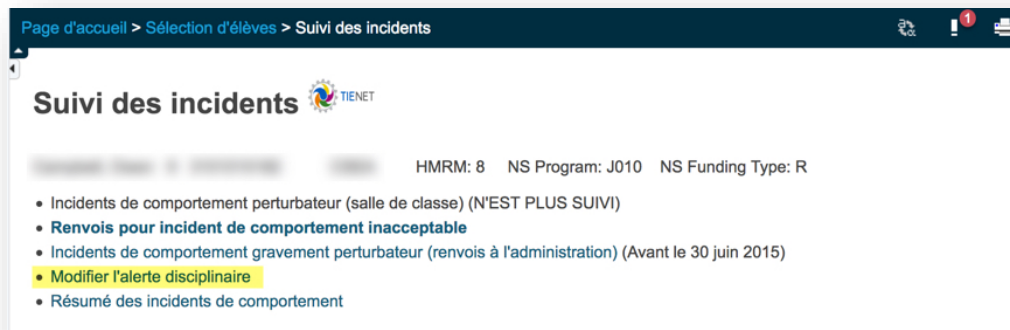 Page d'accueil > Sélection d'élèves > Suivi des incidents
1
Suivi des incidents TIENET
HMRM: 8 NS Program: J010 NS Funding Type: R
• Incidents de comportement perturbateur (salle de classe) (N'EST PLUS SUIVI)
• Renvois pour incident de comportement inacceptable
• Incidents de comportement gravement perturbateur (renvois à l'administration) (Avant le 30 juin 2015)
• Modifier l'alerte disciplinaire
• Résumé des incidents de comportement